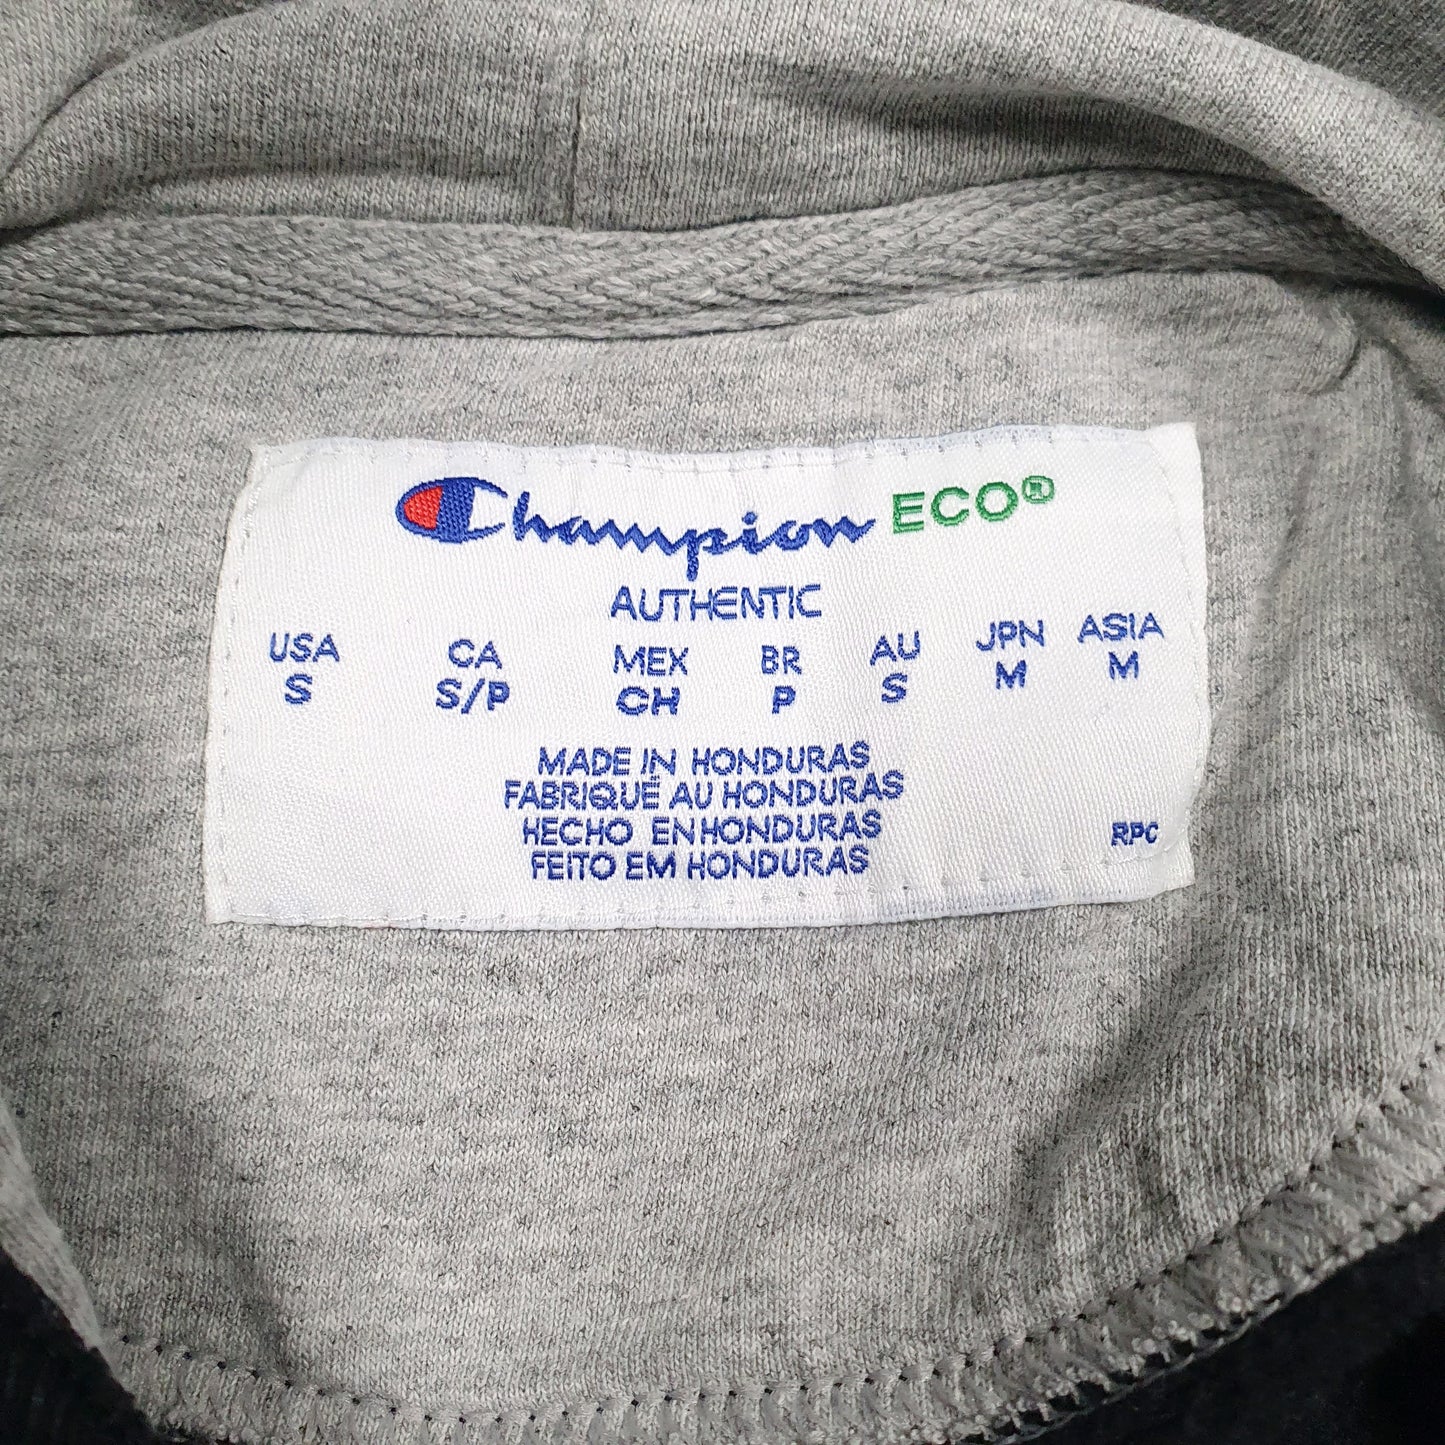 Champion ECO®
AUTHENTIC
USA CA MEX BR AU JPN ASIA
S S/P CH P S M M
MADE IN HONDURAS
FABRIQUÉ AU HONDURAS
HECHO EN HONDURAS
FEITO EM HONDURAS
RPC